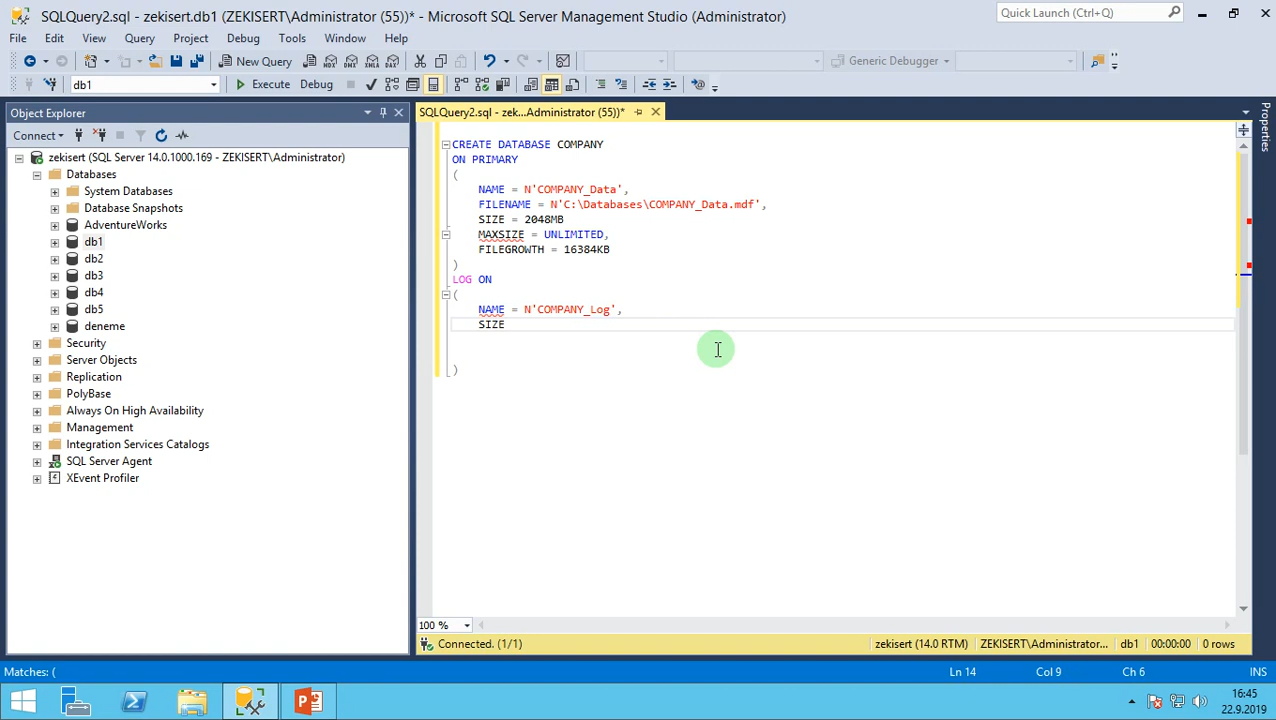 SQLQuery2.sql - zekisert.db1 (ZEKISERT\Administrator (55))* - Microsoft SQL Server Management Studio (Administrator)
Quick Launch (Ctrl+Q)
File Edit View Query Project Debug Tools Window Help
New Query
Generic Debugger
db1
Execute Debug
Object Explorer
SQLQuery2.sql - zek...Administrator (55))*
Properties
Connect
zekisert (SQL Server 14.0.1000.169 - ZEKISERT\Administrator)
Databases
System Databases
Database Snapshots
AdventureWorks
db1
db2
db3
db4
db5
deneme
Security
Server Objects
Replication
PolyBase
Always On High Availability
Management
Integration Services Catalogs
SQL Server Agent
XEvent Profiler
CREATE DATABASE COMPANY
ON PRIMARY
(
NAME = N'COMPANY_Data',
FILENAME = N'C:\Databases\COMPANY_Data.mdf',
SIZE = 2048MB
MAXSIZE = UNLIMITED,
FILEGROWTH = 16384KB
)
LOG ON
(
NAME = N'COMPANY_Log',
SIZE
)
100 %
Connected. (1/1)
zekisert (14.0 RTM) ZEKISERT\Administrator... db1 00:00:00 0 rows
Matches: (
Ln 14 Col 9 Ch 6 INS
16:45
22.9.2019